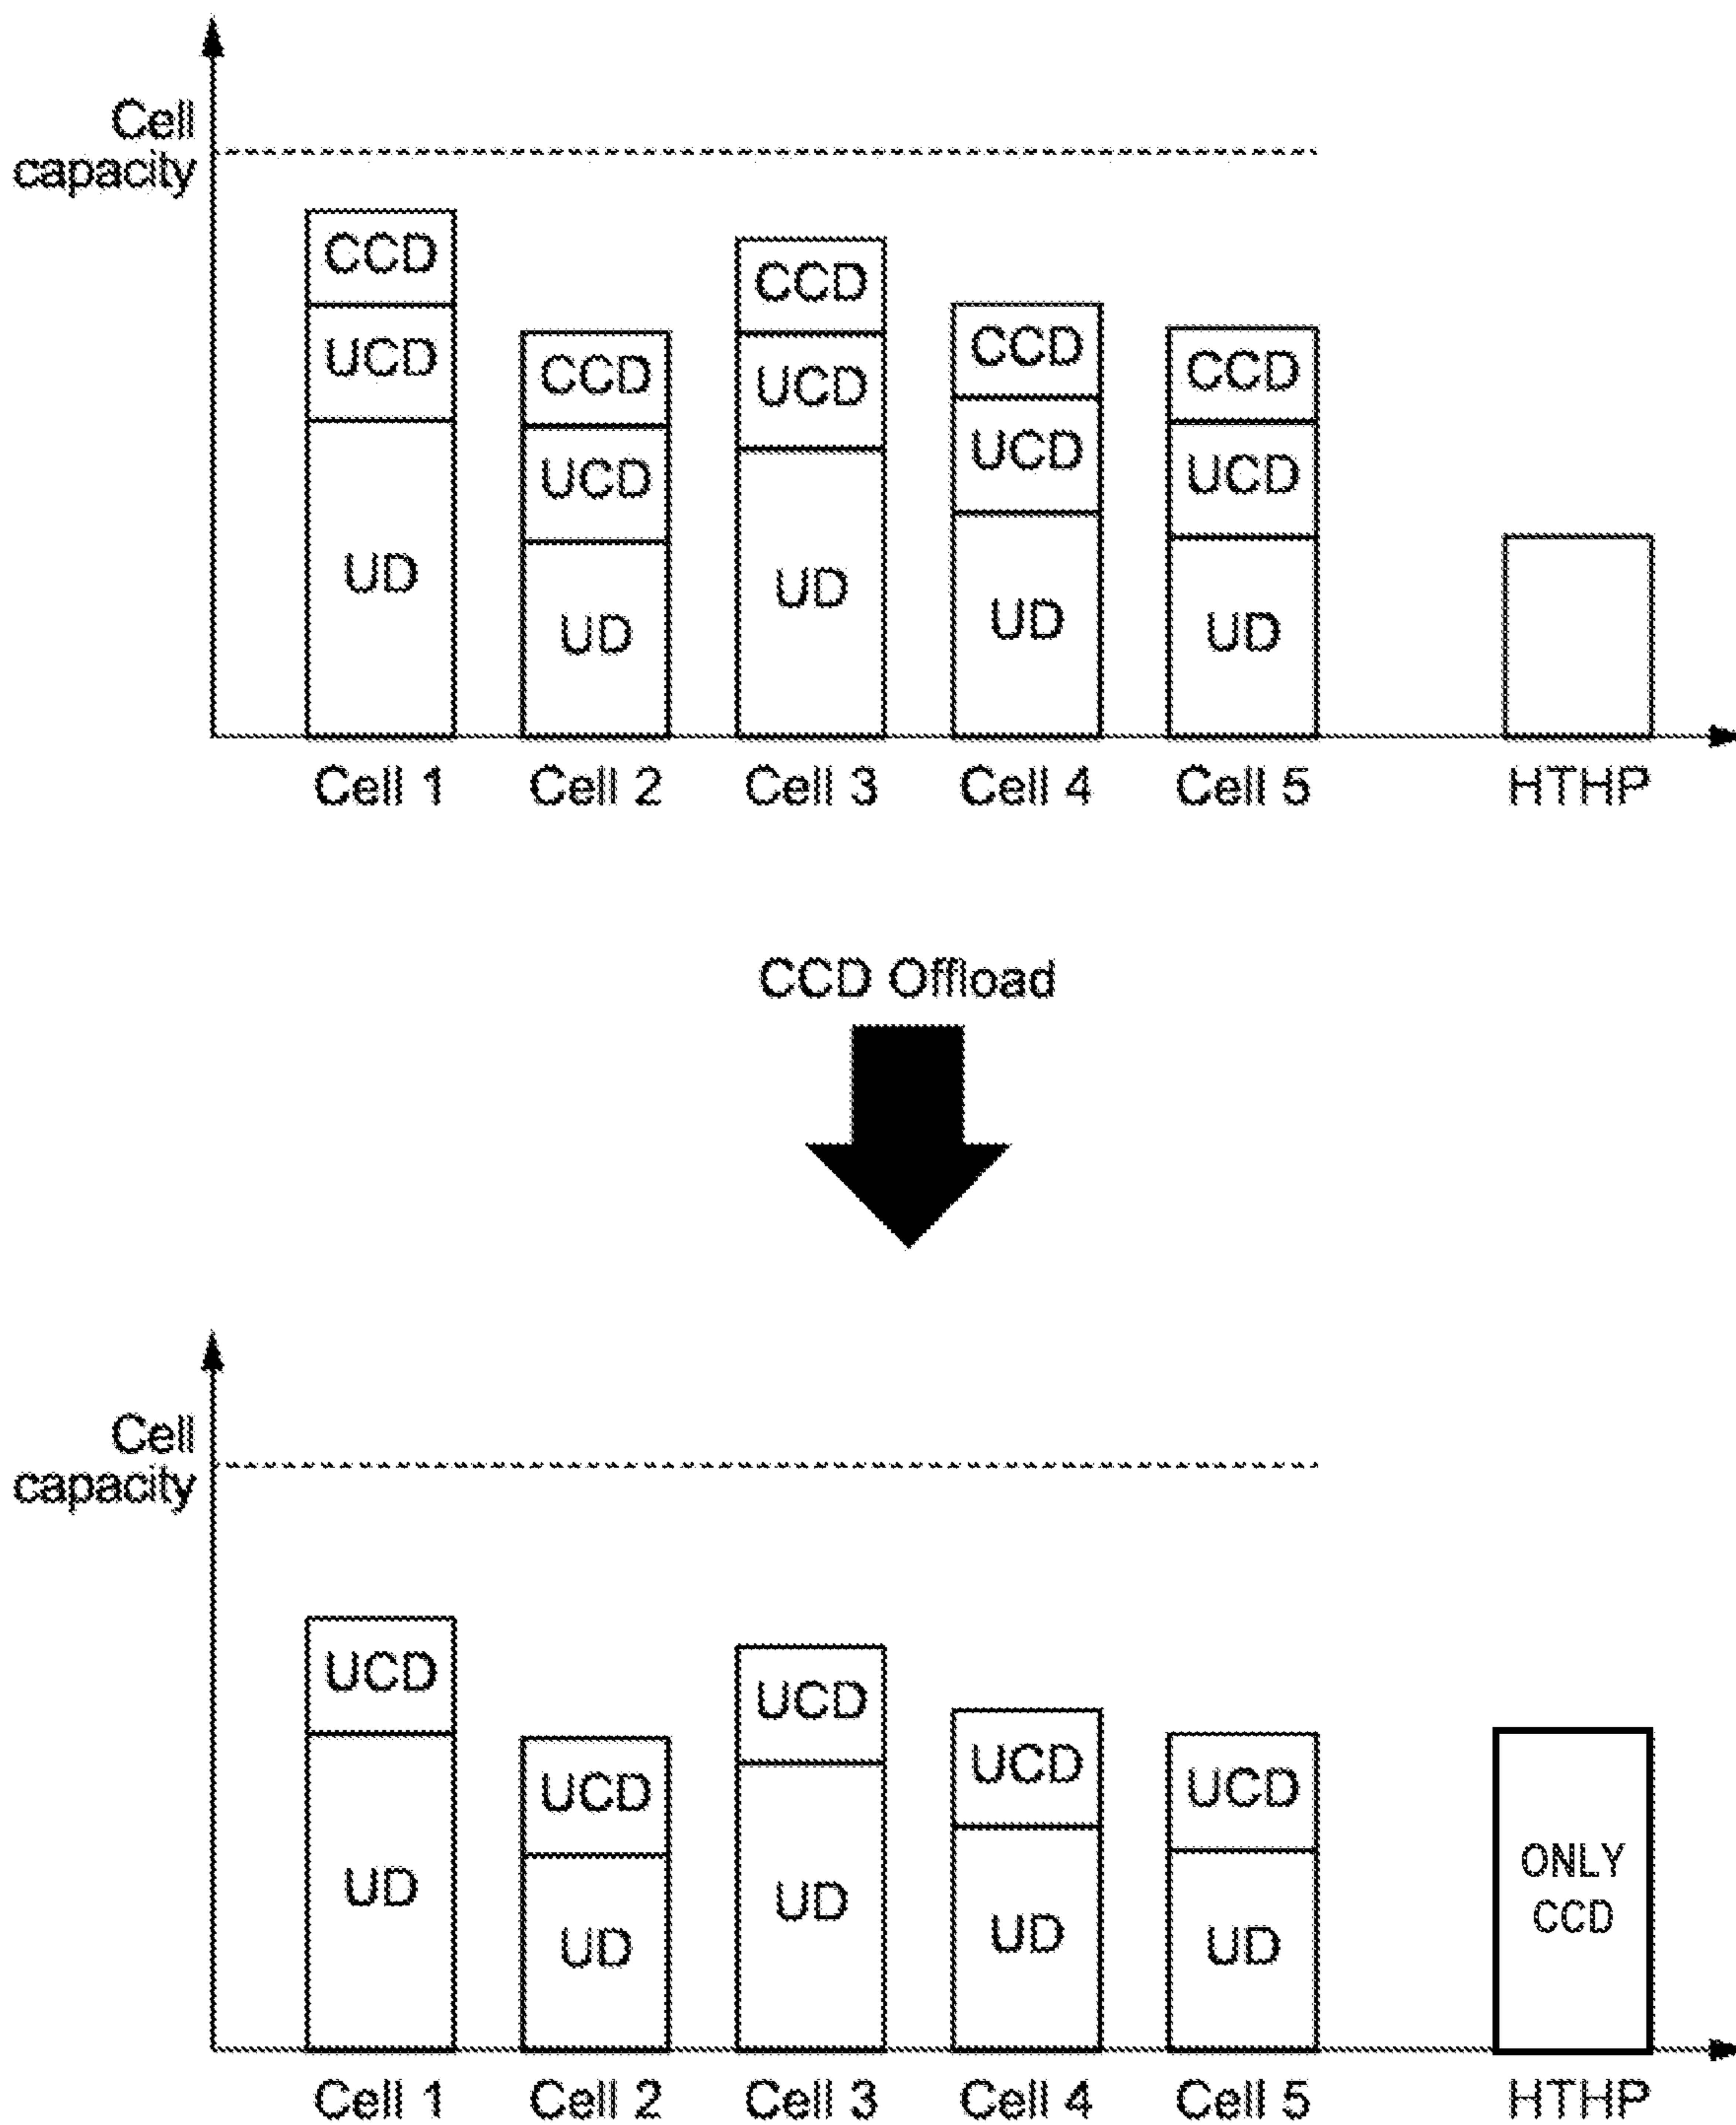 Cell
capacity
CCD
CCD
CCD
CCD
CCD
UCD
UCD
UCD
UCD
UCD
UD
UD
UD
UD
UD
Cell 1
Cell 2
Cell 3
Cell 4
Cell 5
HTHP
CCD Offload
Cell
capacity
UCD
UCD
UCD
UCD
UCD
UD
UD
UD
UD
UD
ONLY
CCD
Cell 1
Cell 2
Cell 3
Cell 4
Cell 5
HTHP